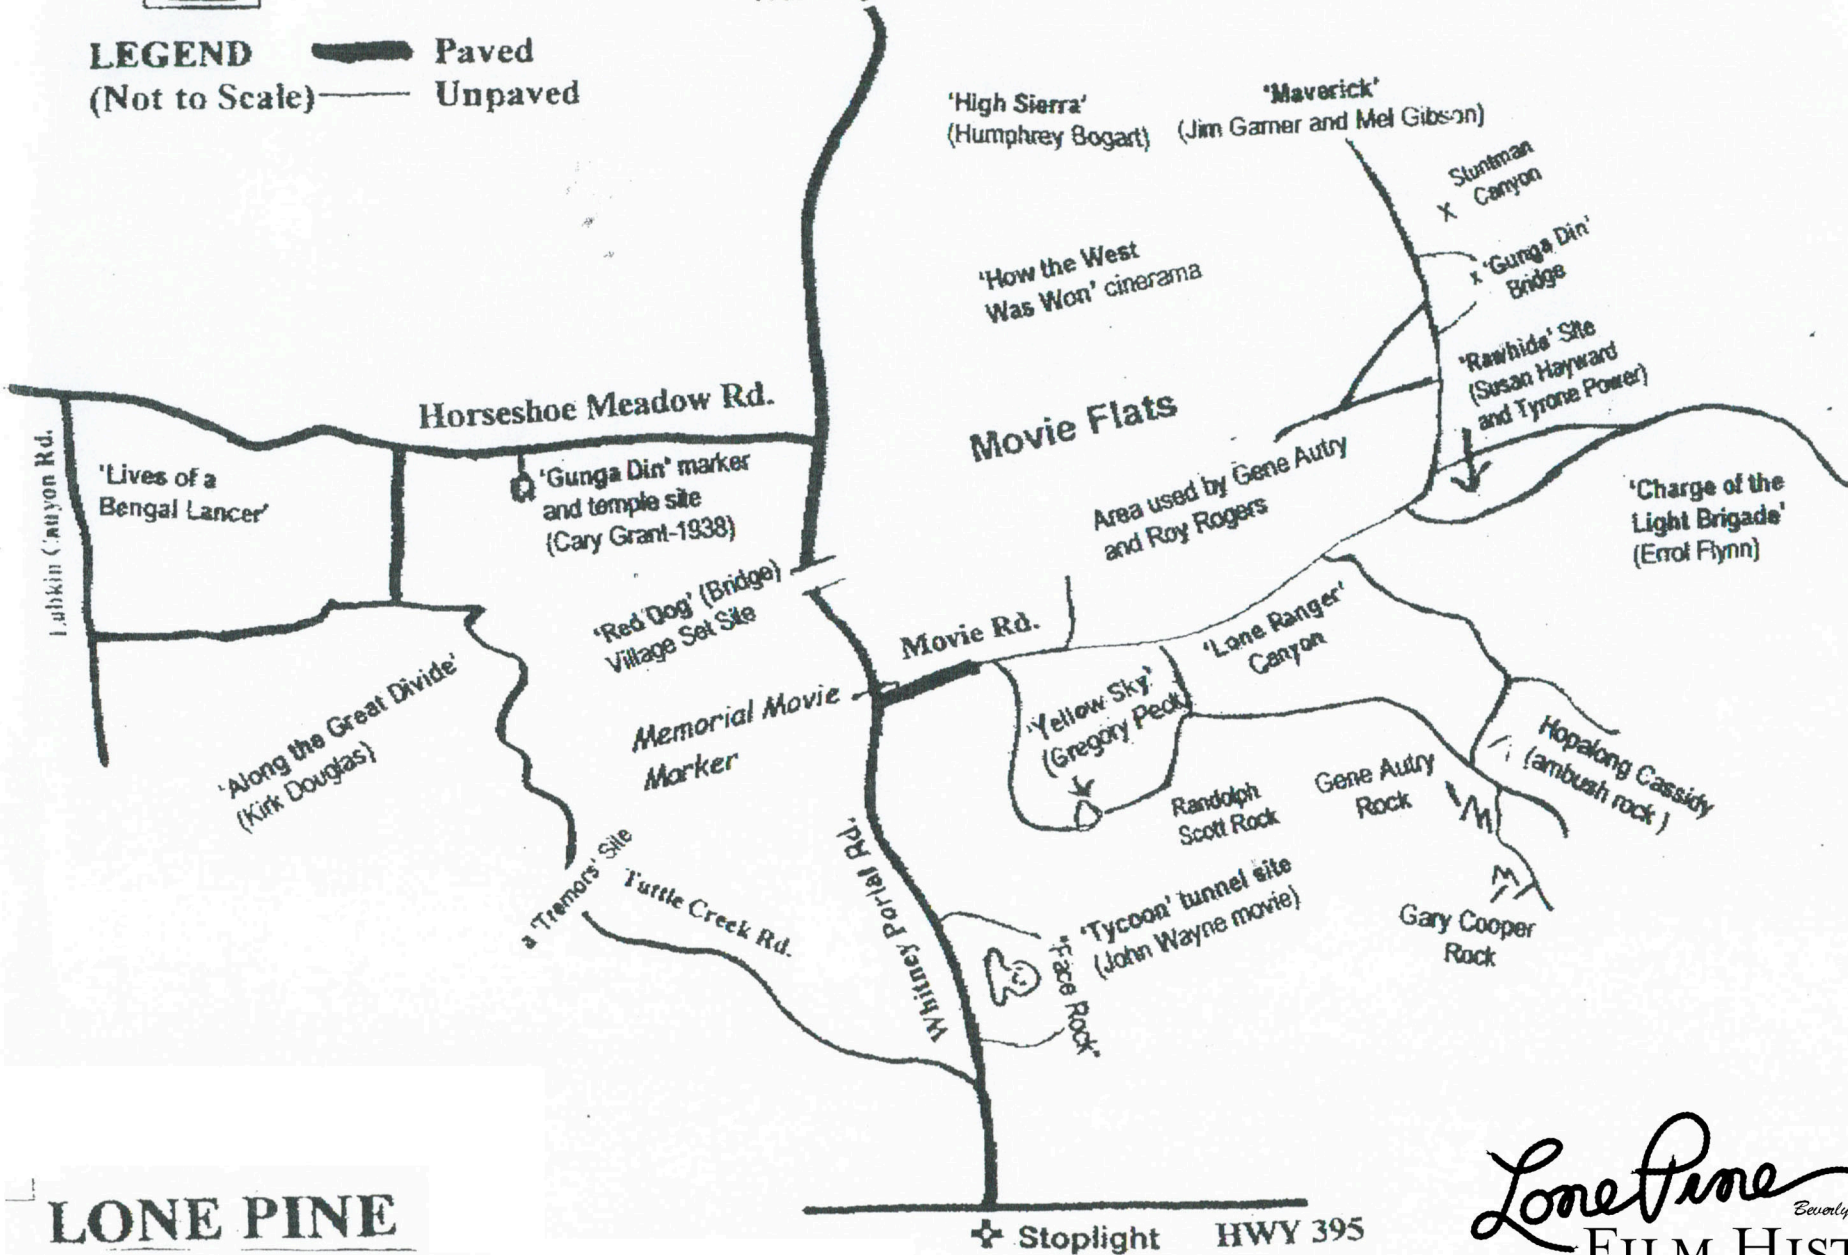 LEGEND
Paved
(Not to Scale)
Unpaved
'High Sierra'
(Humphrey Bogart)
'Maverick'
(Jim Garner and Mel Gibson)
Stuntman
Canyon
X
'How the West
Was Won' cinerama
x 'Gunga Din'
Bridge
'Rawhide' Site
(Susan Hayward
and Tyrone Power)
Horseshoe Meadow Rd.
Movie Flats
Lubkin Canyon Rd.
'Lives of a
Bengal Lancer'
'Gunga Din' marker
and temple site
(Cary Grant-1938)
Area used by Gene Autry
and Roy Rogers
'Charge of the
Light Brigade'
(Errol Flynn)
'Red Dog' (Bridge)
Village Set Site
Movie Rd.
'Lone Ranger'
Canyon
Memorial Movie
Marker
'Yellow Sky'
(Gregory Peck)
'Along the Great Divide'
(Kirk Douglas)
Hopalong Cassidy
(ambush rock)
Randolph
Scott Rock
Gene Autry
Rock
a 'Tremors' Site
Tuttle Creek Rd.
Whitney Portal Rd.
'Tycoon' tunnel site
(John Wayne movie)
"Face Rock"
Gary Cooper
Rock
LONE PINE
Stoplight
HWY 395
Lone Pine
Beverly
FILM HIST